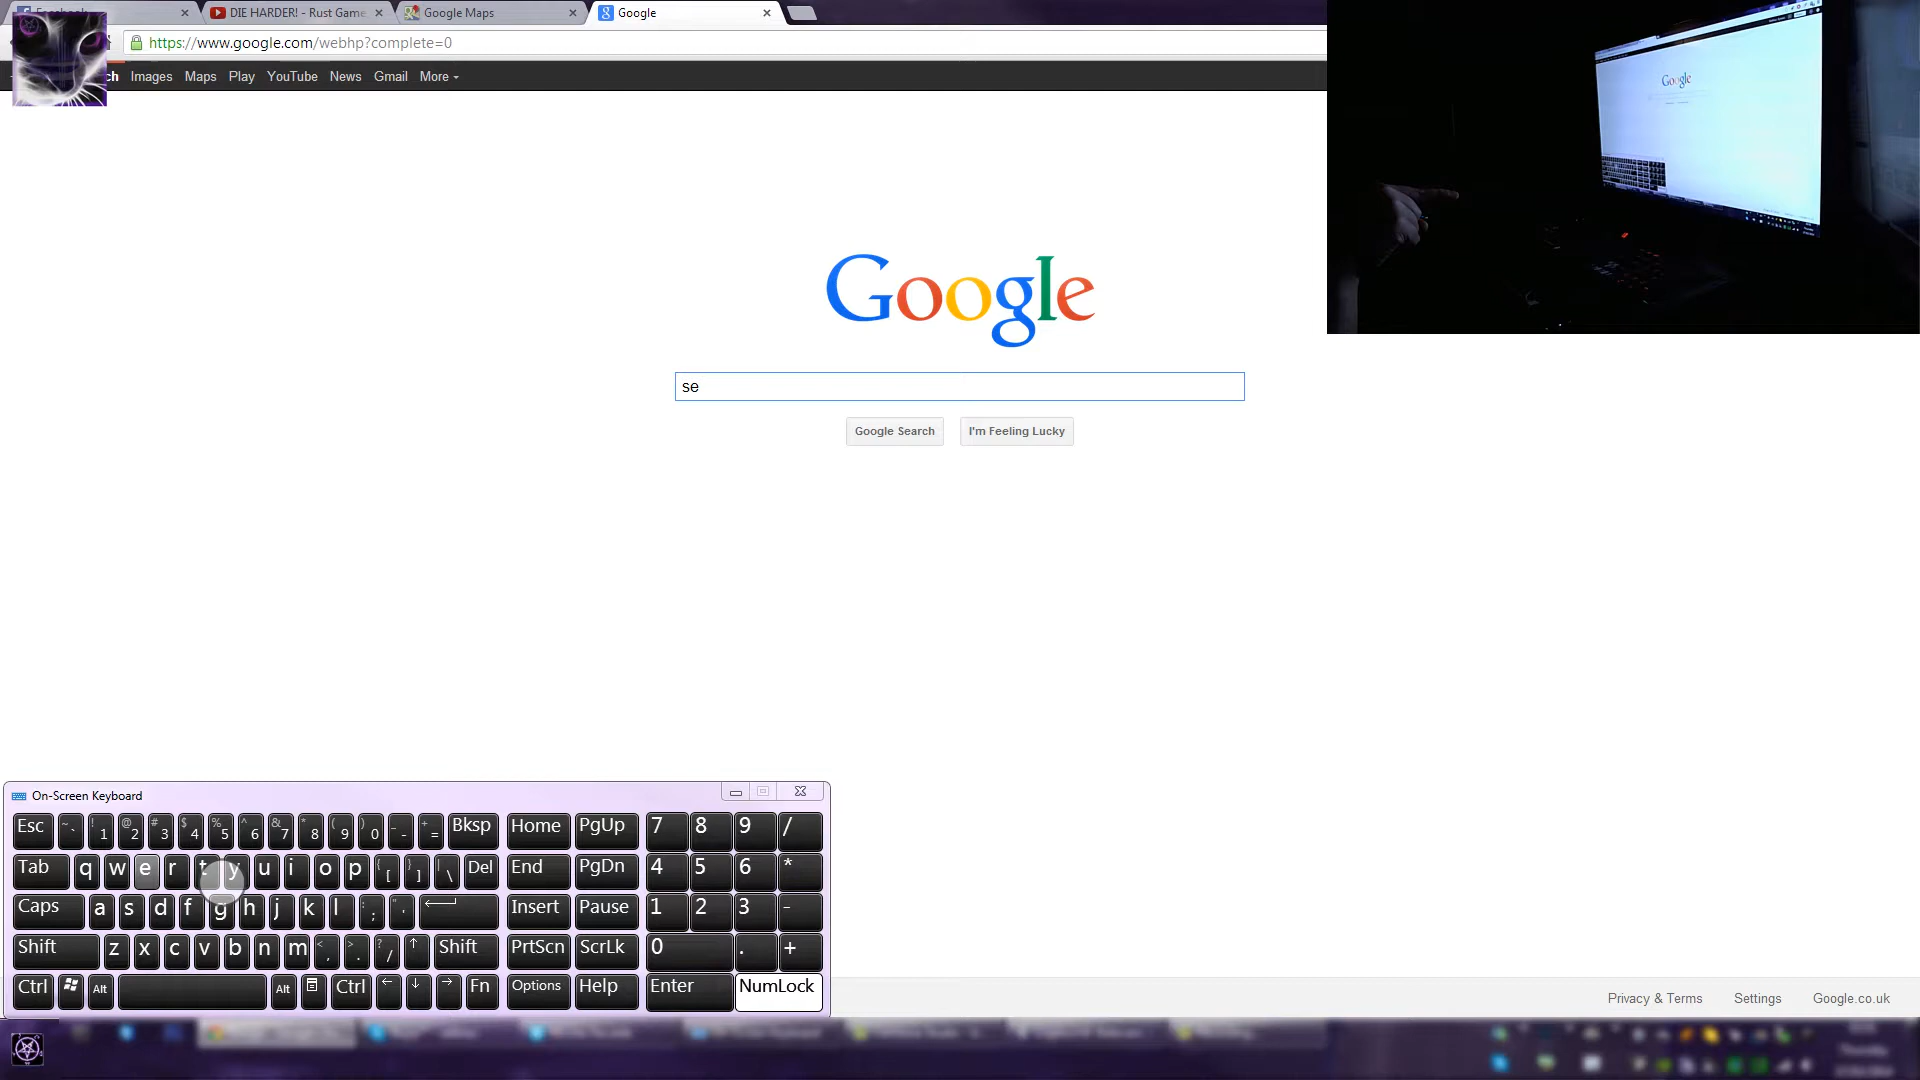 Facebook
DIE HARDER! - Rust Game
Google Maps
Google
https://www.google.com/webhp?complete=0
ch Images Maps Play YouTube News Gmail More
Google
Google
se
Google Search I'm Feeling Lucky
On-Screen Keyboard
Esc ~ ` ! 1 @ 2 # 3 $ 4 % 5 ^ 6 & 7 * 8 ( 9 ) 0 _ - + = Bksp Home PgUp 7 8 9 /
Tab q w e r t y u i o p { [ } ] | \ Del End PgDn 4 5 6 *
Caps a s d f g h j k l : ; " ' Insert Pause 1 2 3 -
Shift z x c v b n m < , > . ? / ↑ Shift PrtScn ScrLk 0 . +
Ctrl Alt Alt Ctrl ← ↓ → Fn Options Help Enter NumLock
Privacy & Terms Settings Google.co.uk